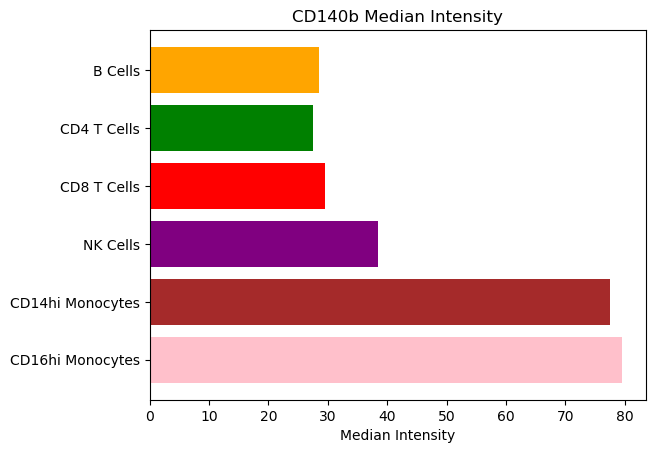 CD140b Median Intensity
B Cells
CD4 T Cells
CD8 T Cells
NK Cells
CD14hi Monocytes
CD16hi Monocytes
0 10 20 30 40 50 60 70 80
Median Intensity